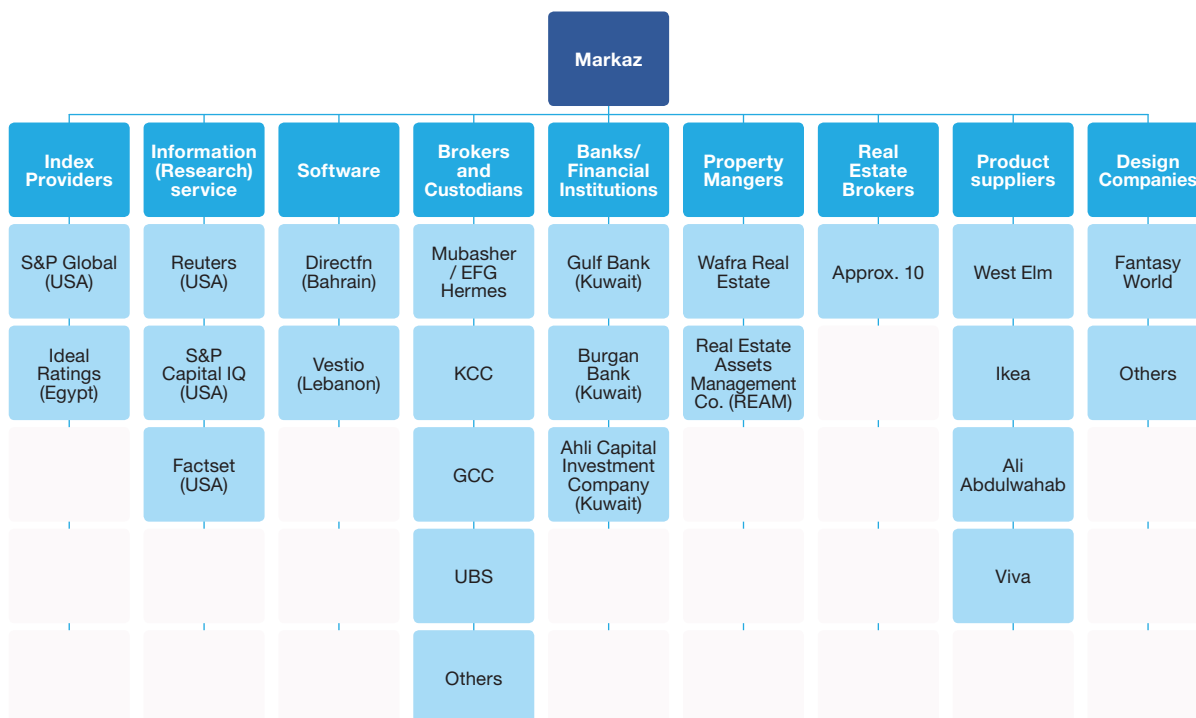 Markaz
Index
Providers
Information
(Research)
service
Software
Brokers
and
Custodians
Banks/
Financial
Institutions
Property
Mangers
Real
Estate
Brokers
Product
suppliers
Design
Companies
S&P Global
(USA)
Reuters
(USA)
Directfn
(Bahrain)
Mubasher
/ EFG
Hermes
Gulf Bank
(Kuwait)
Wafra Real
Estate
Approx. 10
West Elm
Fantasy
World
Ideal
Ratings
(Egypt)
S&P
Capital IQ
(USA)
Vestio
(Lebanon)
KCC
Burgan
Bank
(Kuwait)
Real Estate
Assets
Management
Co. (REAM)
Ikea
Others
Factset
(USA)
GCC
Ahli Capital
Investment
Company
(Kuwait)
Ali
Abdulwahab
UBS
Viva
Others